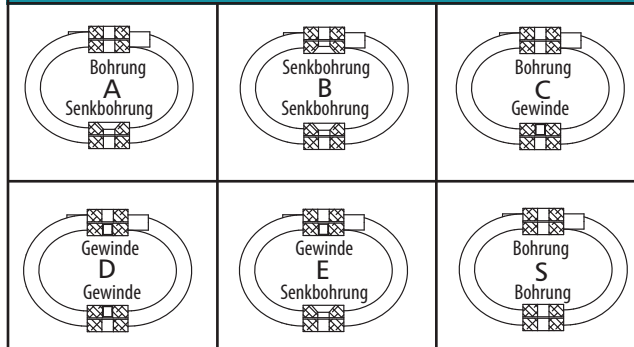 Bohrung
A
Senkbohrung
Senkbohrung
B
Senkbohrung
Bohrung
C
Gewinde
Gewinde
D
Gewinde
Gewinde
E
Senkbohrung
Bohrung
S
Bohrung